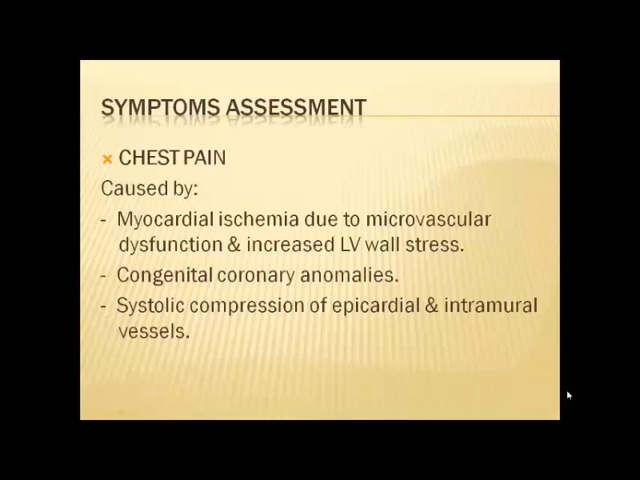 SYMPTOMS ASSESSMENT
× CHEST PAIN
Caused by:
- Myocardial ischemia due to microvascular
dysfunction & increased LV wall stress.
- Congenital coronary anomalies.
- Systolic compression of epicardial & intramural
vessels.